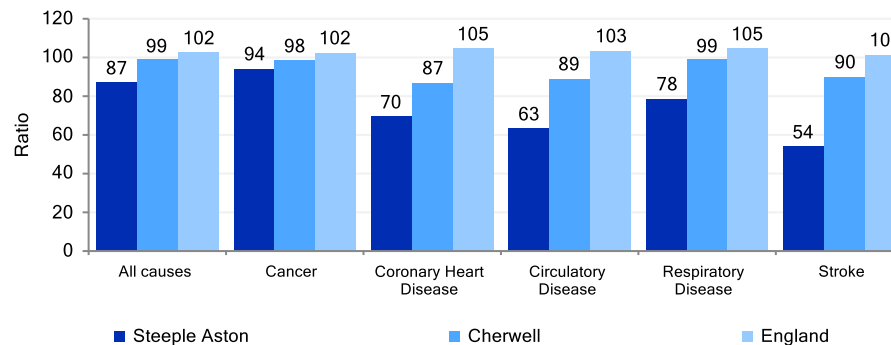 120
100
80
60
40
20
0
Ratio
87 99 102
94 98 102
70 87 105
63 89 103
78 99 105
54 90
All causes
Cancer
Coronary Heart
Disease
Circulatory
Disease
Respiratory
Disease
Stroke
Steeple Aston
Cherwell
England